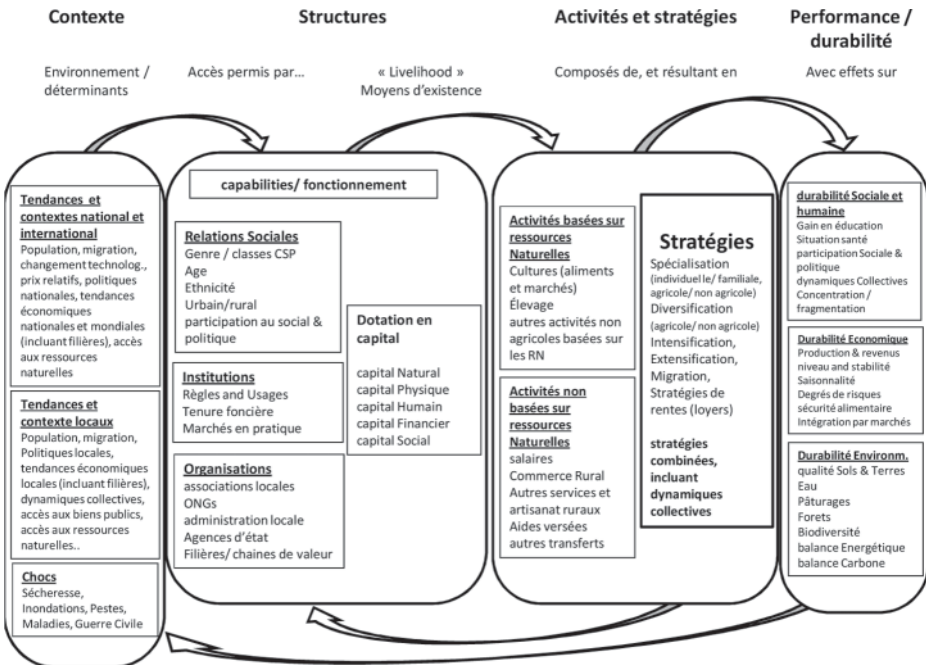 Contexte
Structures
Activités et stratégies
Performance /
durabilité
Environnement /
déterminants
Accès permis par...
« Livelihood »
Moyens d'existence
Composés de, et résultant en
Avec effets sur
Tendances et
contextes national et
international
Population, migration,
changement technolog.,
prix relatifs, politiques
nationales, tendances
économiques
nationales et mondiales
(incluant filières), accès
aux ressources
naturelles
Tendances et
contexte locaux
Population, migration,
Politiques locales,
tendances économiques
locales (incluant filières),
dynamiques collectives,
accès aux biens publics,
accès aux ressources
naturelles..
Chocs
Sécheresse,
Inondations, Pestes,
Maladies, Guerre Civile
capabilities/ fonctionnement
Relations Sociales
Genre / classes CSP
Age
Ethnicité
Urbain/rural
participation au social &
politique
Institutions
Règles and Usages
Tenure foncière
Marchés en pratique
Organisations
associations locales
ONGs
administration locale
Agences d'état
Filières/ chaines de valeur
Dotation en
capital
capital Natural
capital Physique
capital Humain
capital Financier
capital Social
Activités basées sur
ressources
Naturelles
Cultures (aliments
et marchés)
Élevage
autres activités non
agricoles basées sur
les RN
Activités non
basées sur
ressources
Naturelles
salaires
Commerce Rural
Autres services et
artisanat ruraux
Aides versées
autres transferts
Stratégies
Spécialisation
(individuel le/ familiale,
agricole/ non agricole)
Diversification
(agricole/ non agricole)
Intensification,
Extensification,
Migration,
Stratégies de
rentes (loyers)
stratégies
combinées,
incluant
dynamiques
collectives
durabilité Sociale et
humaine
Gain en éducation
Situation santé
participation Sociale &
politique
dynamiques Collectives
Concentration /
fragmentation
Durabilité Economique
Production & revenus
niveau and stabilité
Saisonnalité
Degrés de risques
sécurité alimentaire
Intégration par marchés
Durabilité Environm.
qualité Sols & Terres
Eau
Pâturages
Forets
Biodiversité
balance Energétique
balance Carbone